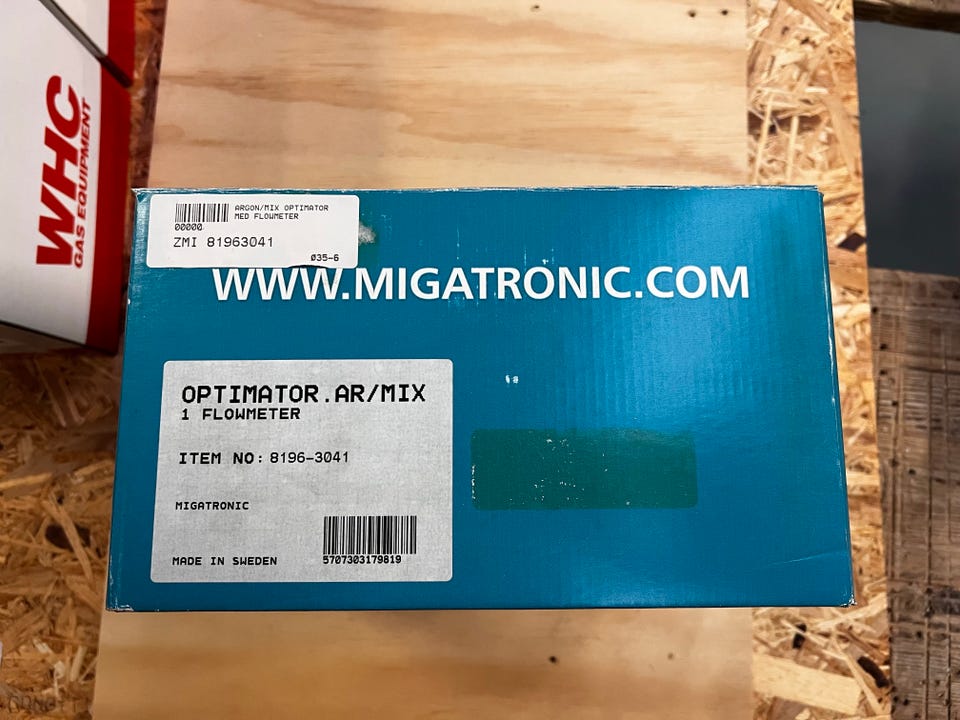 WHC
GAS EQUIPMENT
ARGON/MIX OPTIMATOR
MED FLOWMETER
00000
ZMI 81963041
Ø35-6
WWW.MIGATRONIC.COM
OPTIMATOR.AR/MIX
1 FLOWMETER
ITEM NO: 8196-3041
MIGATRONIC
MADE IN SWEDEN
5707303179819